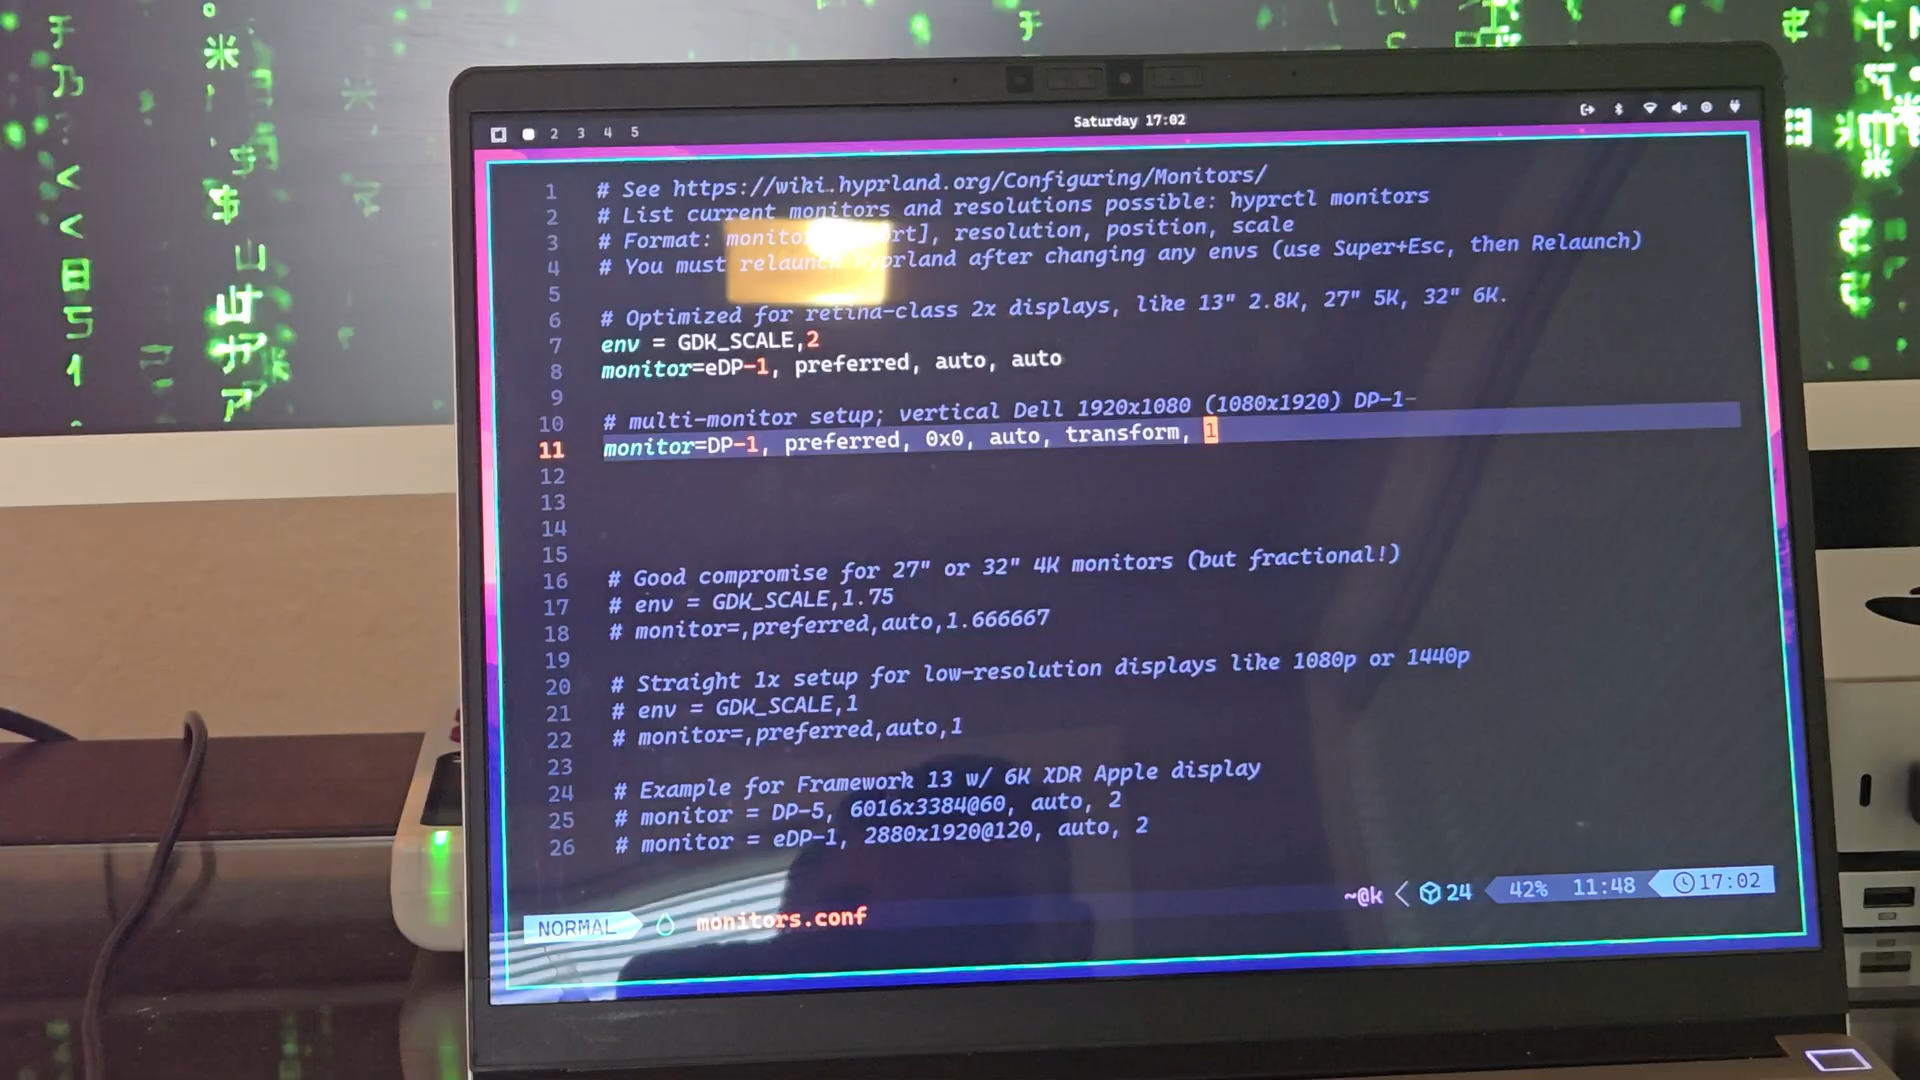 2 3 4 5 Saturday 17:02
1 # See https://wiki.hyprland.org/Configuring/Monitors/
2 # List current monitors and resolutions possible: hyprctl monitors
3 # Format: monitor rt], resolution, position, scale
4 # You must relaunch Hyprland after changing any envs (use Super+Esc, then Relaunch)
5
6 # Optimized for retina-class 2x displays, like 13" 2.8K, 27" 5K, 32" 6K.
7 env = GDK_SCALE,2
8 monitor=eDP-1, preferred, auto, auto
9
10 # multi-monitor setup; vertical Dell 1920x1080 (1080x1920) DP-1-
11 monitor=DP-1, preferred, 0x0, auto, transform, 1
12
13
14
15
16 # Good compromise for 27" or 32" 4K monitors (but fractional!)
17 # env = GDK_SCALE,1.75
18 # monitor=,preferred,auto,1.666667
19
20 # Straight 1x setup for low-resolution displays like 1080p or 1440p
21 # env = GDK_SCALE,1
22 # monitor=,preferred,auto,1
23
24 # Example for Framework 13 w/ 6K XDR Apple display
25 # monitor = DP-5, 6016x3384@60, auto, 2
26 # monitor = eDP-1, 2880x1920@120, auto, 2
NORMAL monitors.conf ~@k 24 42% 11:48 17:02